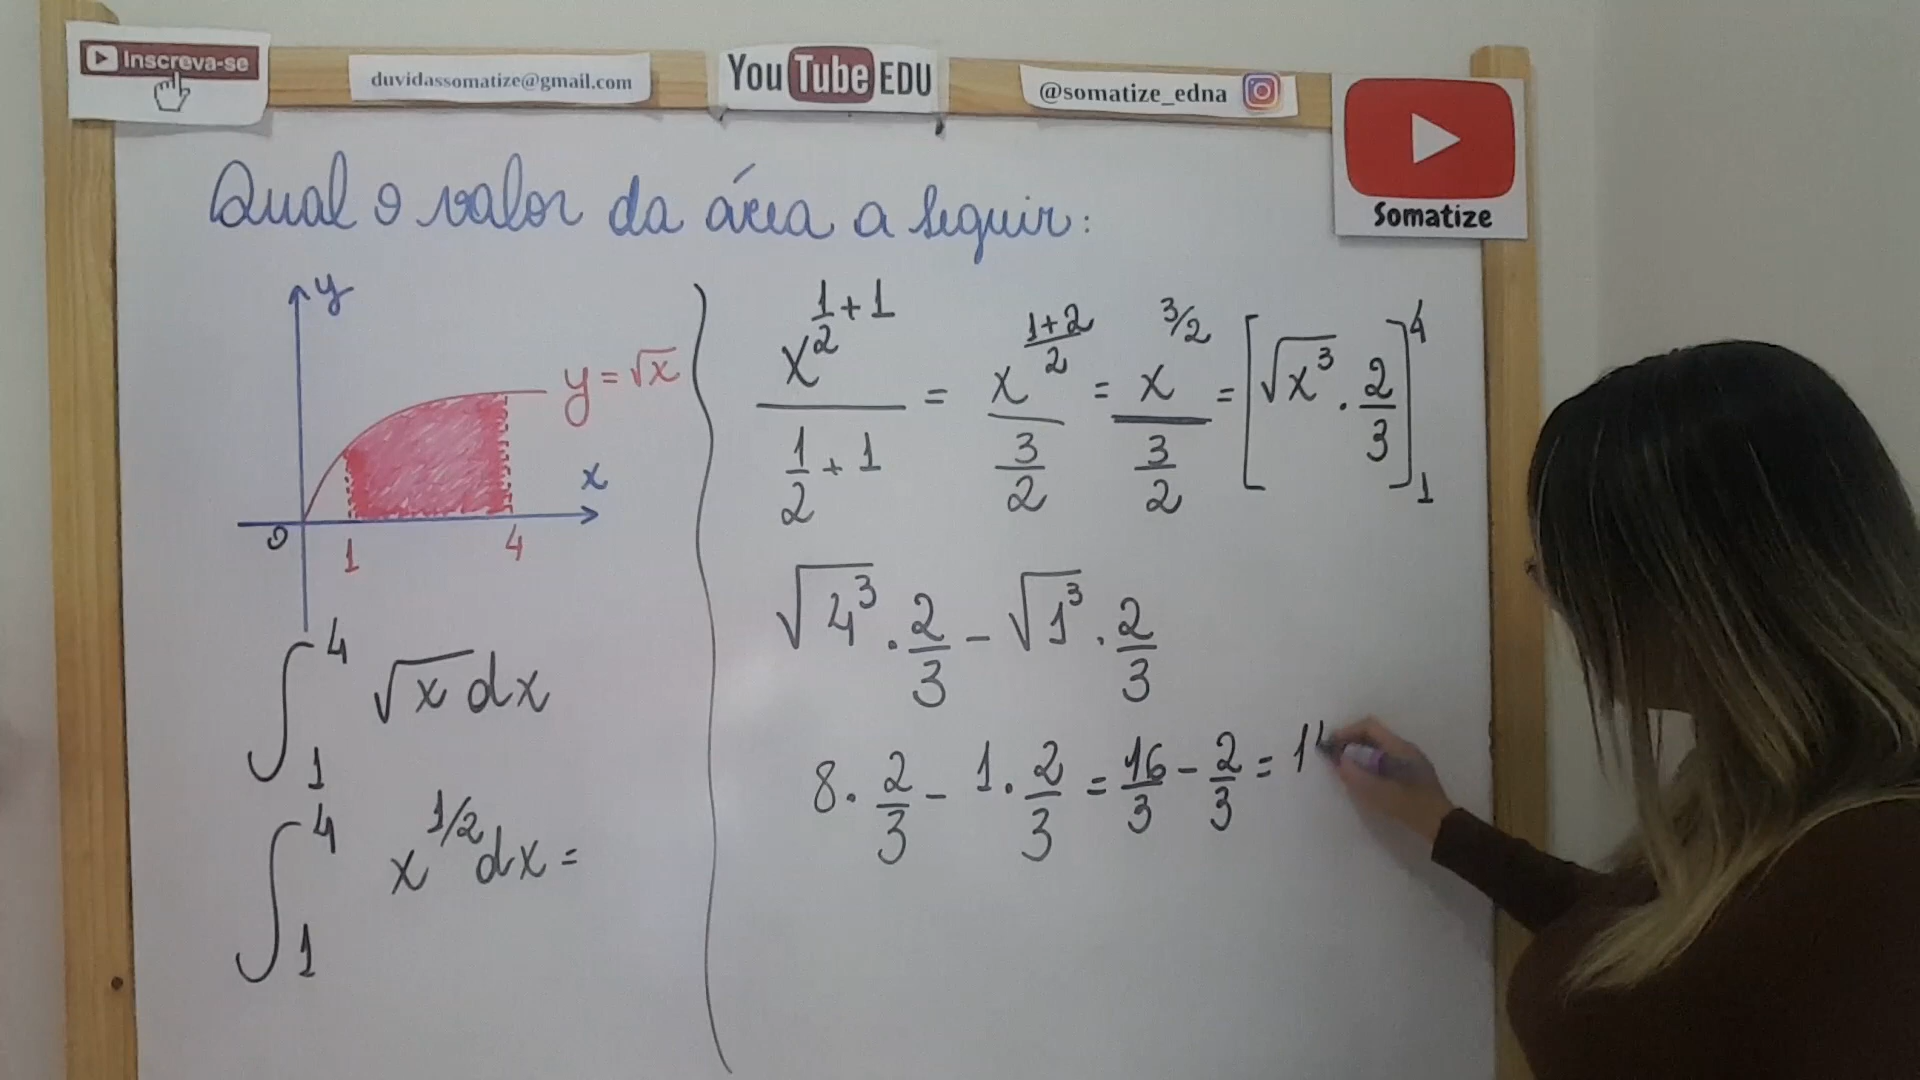 Inscreva-se
duvidassomatize@gmail.com
You Tube EDU
@somatize_edna
Somatize
Qual o valor da área a seguir:
y
y = √x
x
0 1 4
∫₁⁴ √x dx
∫₁⁴ x^{1/2} dx =
x^{1/2 + 1} / (1/2 + 1) = x^{(1+2)/2} / (3/2) = x^{3/2} / (3/2) = [√x³ · 2/3]₁⁴
√4³ · 2/3 - √1³ · 2/3
8 · 2/3 - 1 · 2/3 = 16/3 - 2/3 = 14